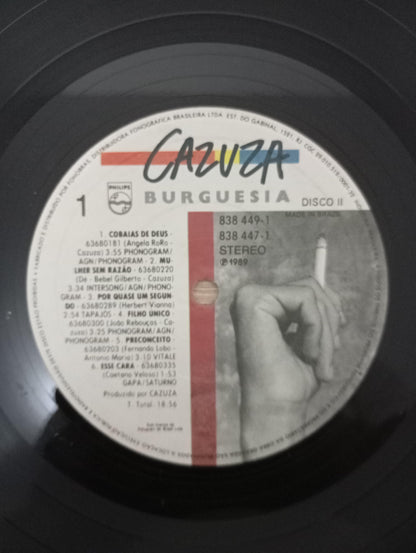 CAZUZA
BURGUESIA
PHILIPS
1
DISCO II
MADE IN BRAZIL
838 449-1
838 447-1
STEREO
℗1989
1. COBAIAS DE DEUS -
63680181 (Angela RoRo -
Cazuza) 3:55 PHONOGRAM/
AGN/PHONOGRAM - 2. MU-
LHER SEM RAZÃO - 63680220
(Dé - Bebel Gilberto - Cazuza)
3:34 INTERSONG/AGN/PHONO-
GRAM - 3. POR QUASE UM SEGUN-
DO - 63680289 (Herbert Vianna)
2:54 TAPAJÓS - 4. FILHO ÚNICO -
63680300 (João Rebouças - Ca-
zuza) 3:25 PHONOGRAM/AGN/
PHONOGRAM - 5. PRECONCEITO -
63680203 (Fernando Lobo -
Antonio Maria) 3:10 VITALE
6. ESSE CARA - 63680335
(Caetano Veloso) 1:53
GAPA/SATURNO
Produzido por CAZUZA
T. Total: 18:56